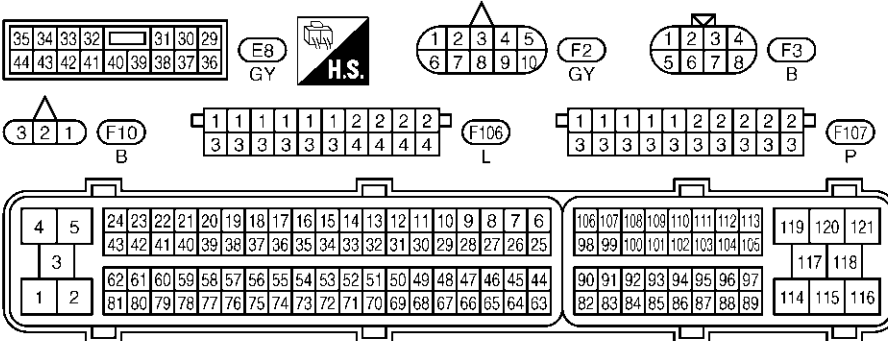 35 34 33 32 31 30 29
44 43 42 41 40 39 38 37 36
E8
GY
H.S.
1 2 3 4 5
6 7 8 9 10
F2
GY
1 2 3 4
5 6 7 8
F3
B
3 2 1
F10
B
1 1 1 1 1 1 2 2 2 2
3 3 3 3 3 3 4 4 4 4
F106
L
1 1 1 1 2 2 2 2 2 2
3 3 3 3 3 3 3 3 3 3
F107
P
4 5
3
1 2
24 23 22 21 20 19 18 17 16 15 14 13 12 11 10 9 8 7 6
43 42 41 40 39 38 37 36 35 34 33 32 31 30 29 28 27 26 25
62 61 60 59 58 57 56 55 54 53 52 51 50 49 48 47 46 45 44
81 80 79 78 77 76 75 74 73 72 71 70 69 68 67 66 65 64 63
106 107 108 109 110 111 112 113
98 99 100 101 102 103 104 105
90 91 92 93 94 95 96 97
82 83 84 85 86 87 88 89
119 120 121
117 118
114 115 116